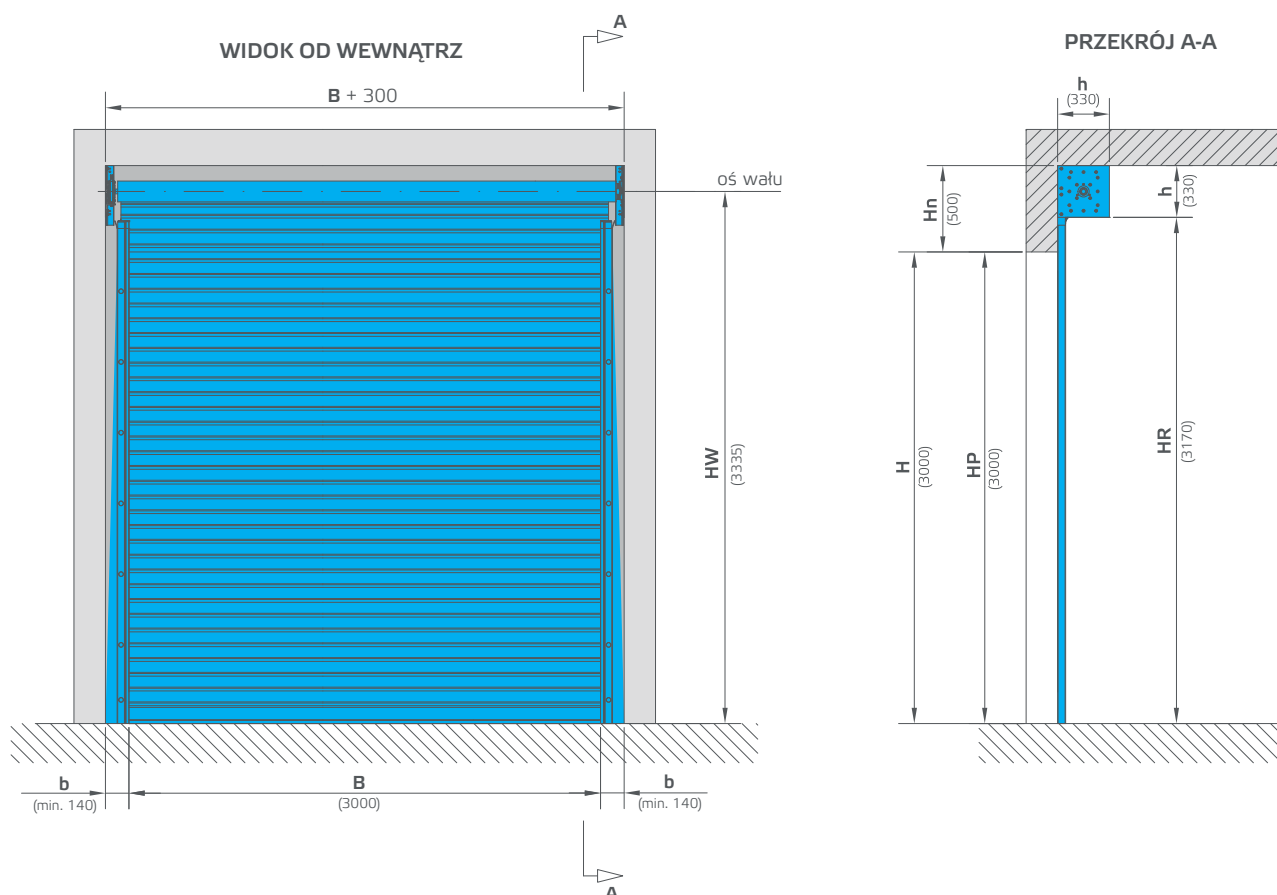 A
WIDOK OD WEWNĄTRZ
B + 300
oś wału
HW
(3335)
b
(min. 140)
B
(3000)
b
(min. 140)
A
PRZEKRÓJ A-A
h
(330)
Hn
(500)
h
(330)
H
(3000)
HP
(3000)
HR
(3170)